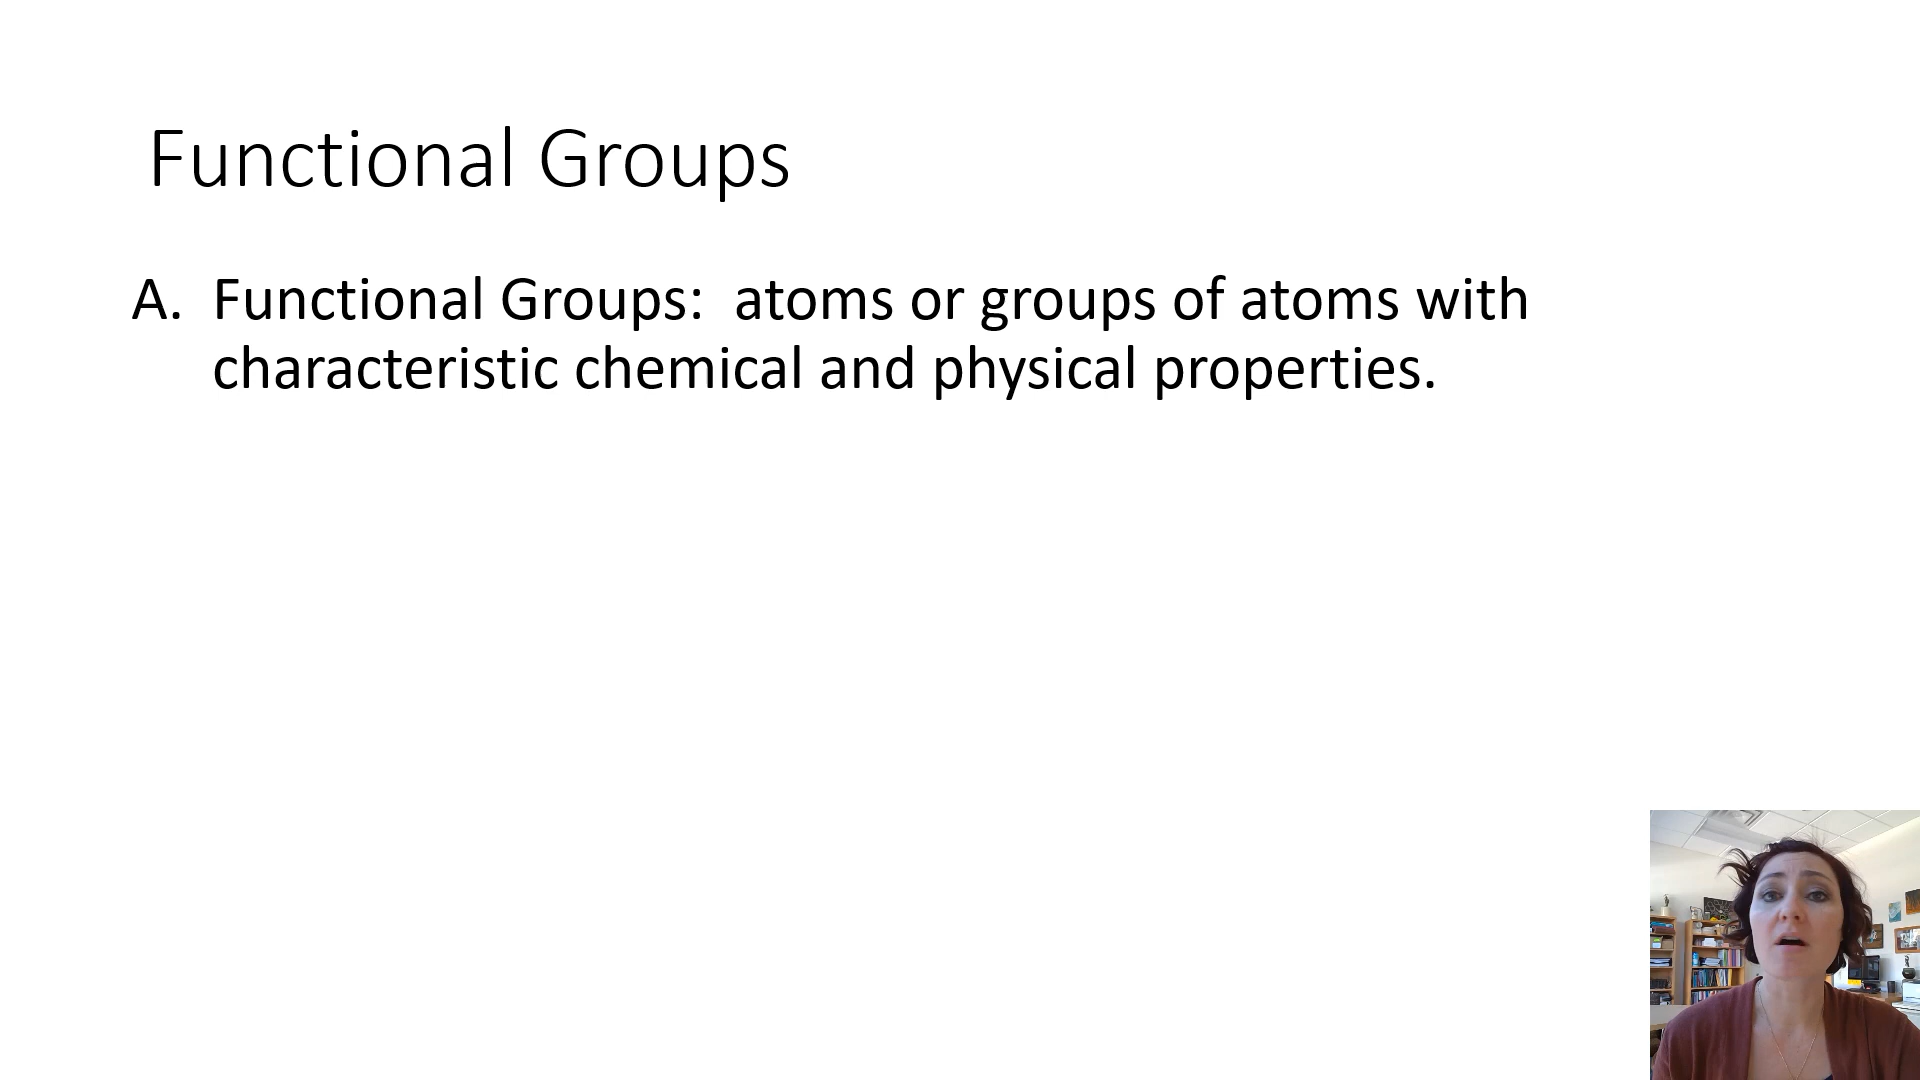 Functional Groups
A. Functional Groups:  atoms or groups of atoms with
characteristic chemical and physical properties.